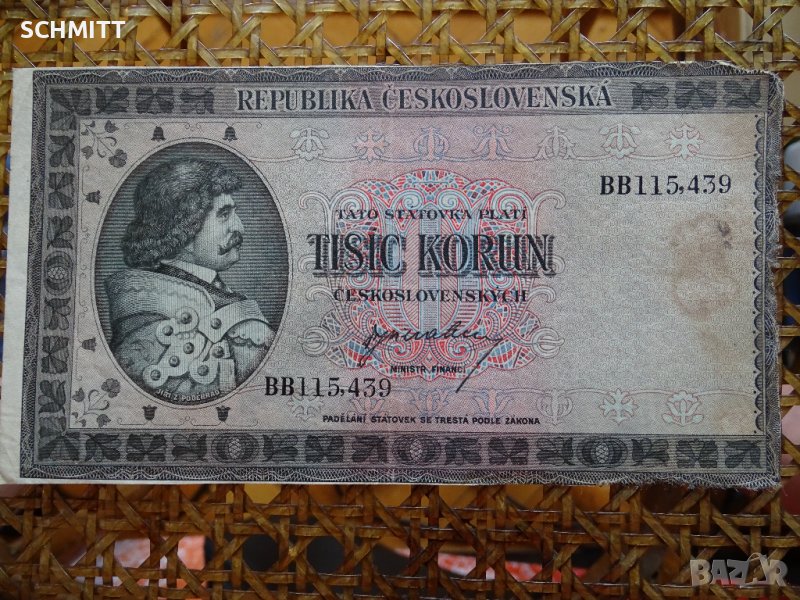 SCHMITT
REPUBLIKA ČESKOSLOVENSKÁ
BB115,439
TATO STÁTOVKA PLATÍ
TISÍC KORUN
ČESKOSLOVENSKÝCH
MINISTR FINANCÍ
BB115,439
JIŘÍ Z PODĚBRAD
PADĚLÁNÍ STÁTOVEK SE TRESTÁ PODLE ZÁKONA
BAZAR